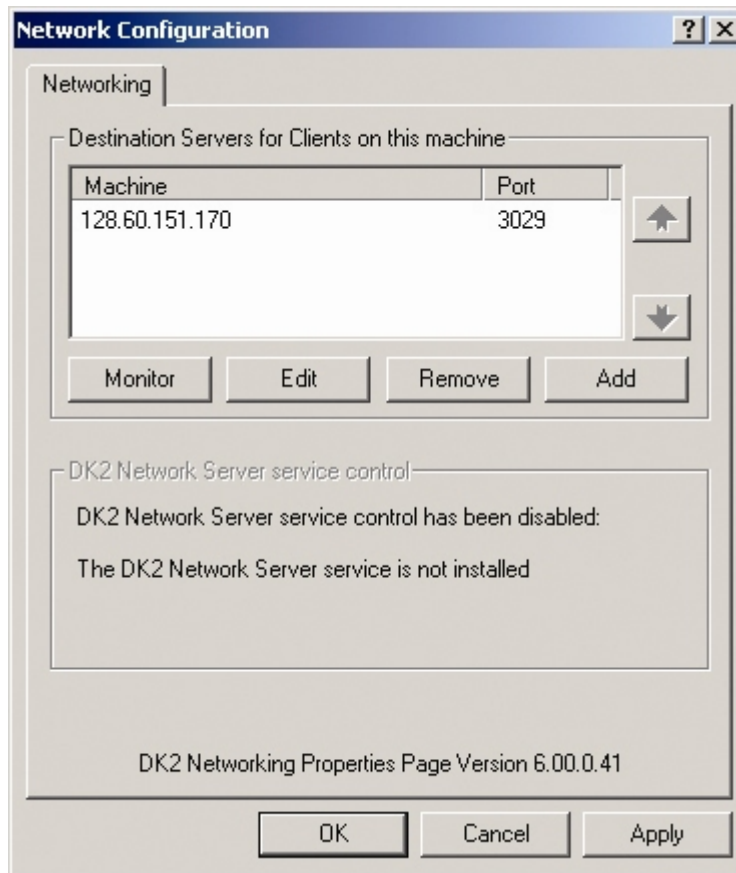 Network Configuration
Networking
Destination Servers for Clients on this machine
Machine Port
128.60.151.170 3029
Monitor Edit Remove Add
DK2 Network Server service control
DK2 Network Server service control has been disabled:
The DK2 Network Server service is not installed
DK2 Networking Properties Page Version 6.00.0.41
OK Cancel Apply